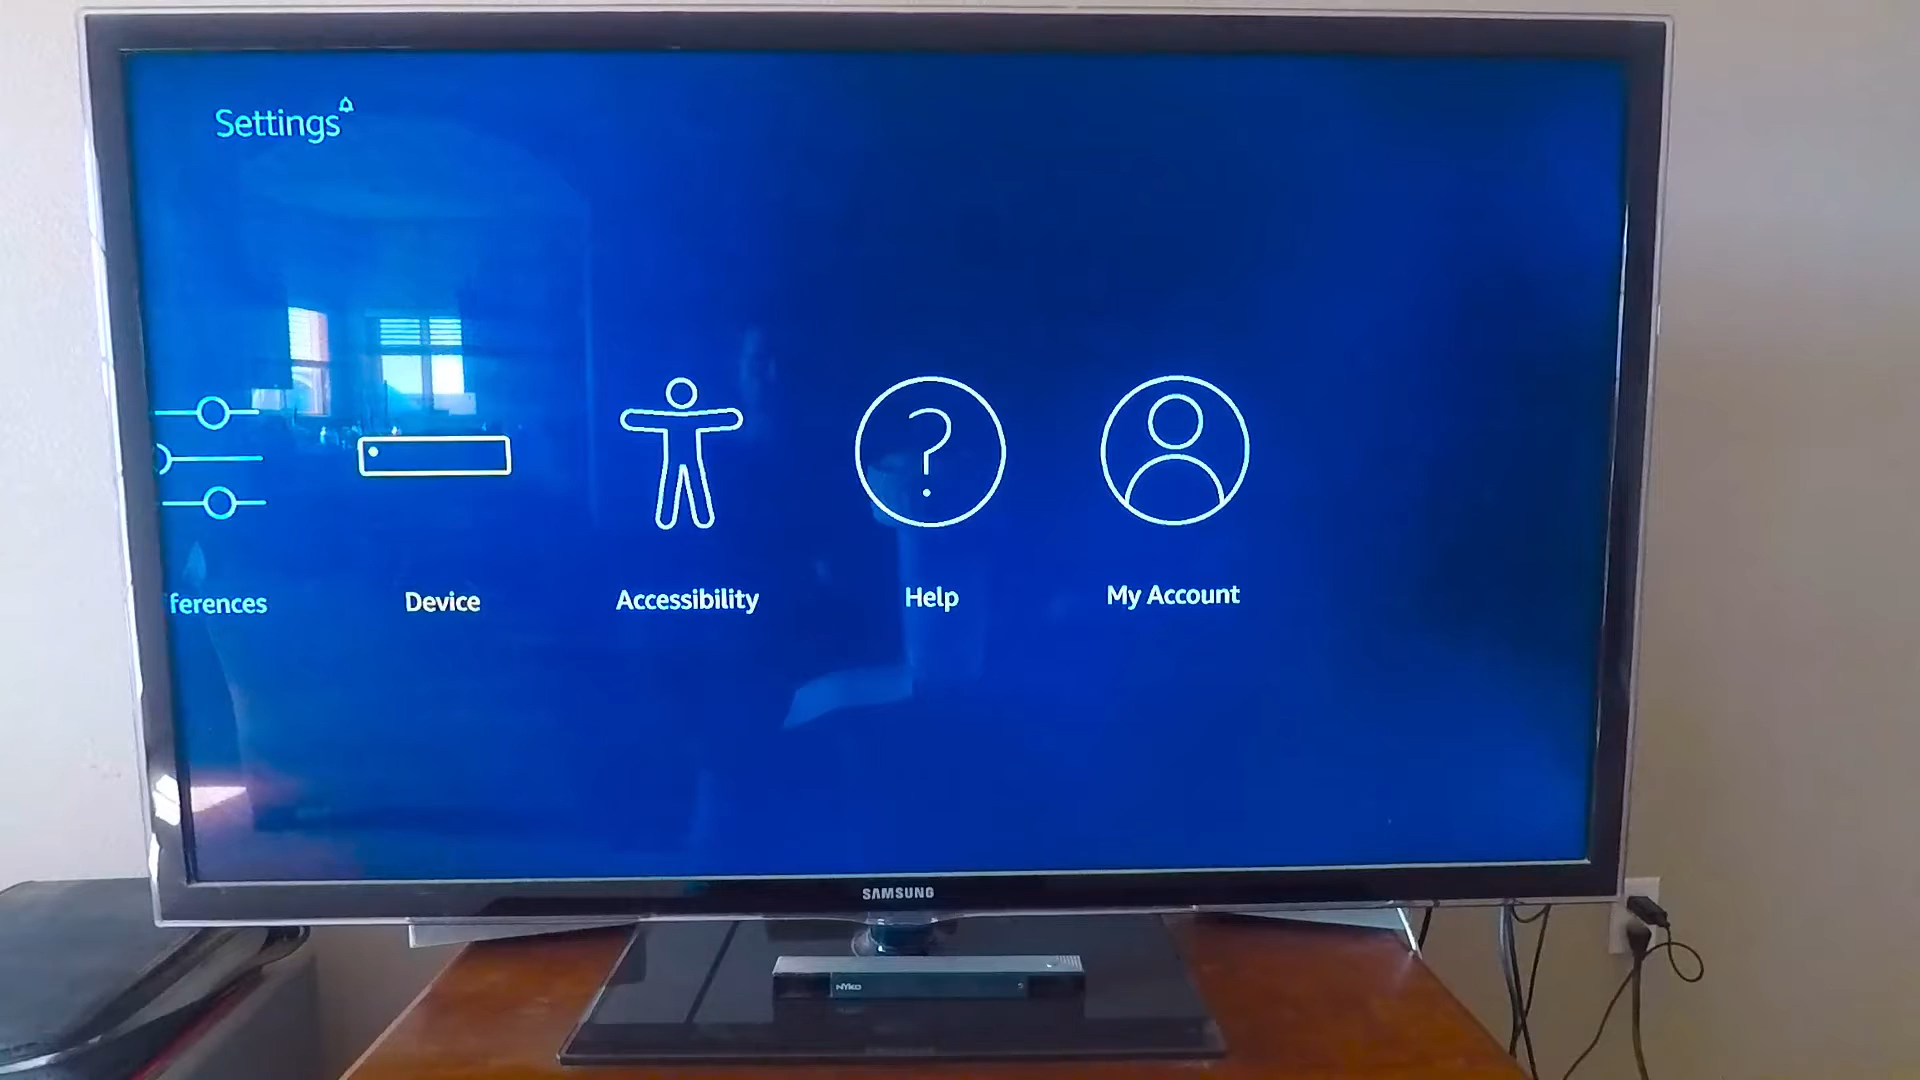 Settings
ferences
Device
Accessibility
Help
My Account
SAMSUNG
NYKO